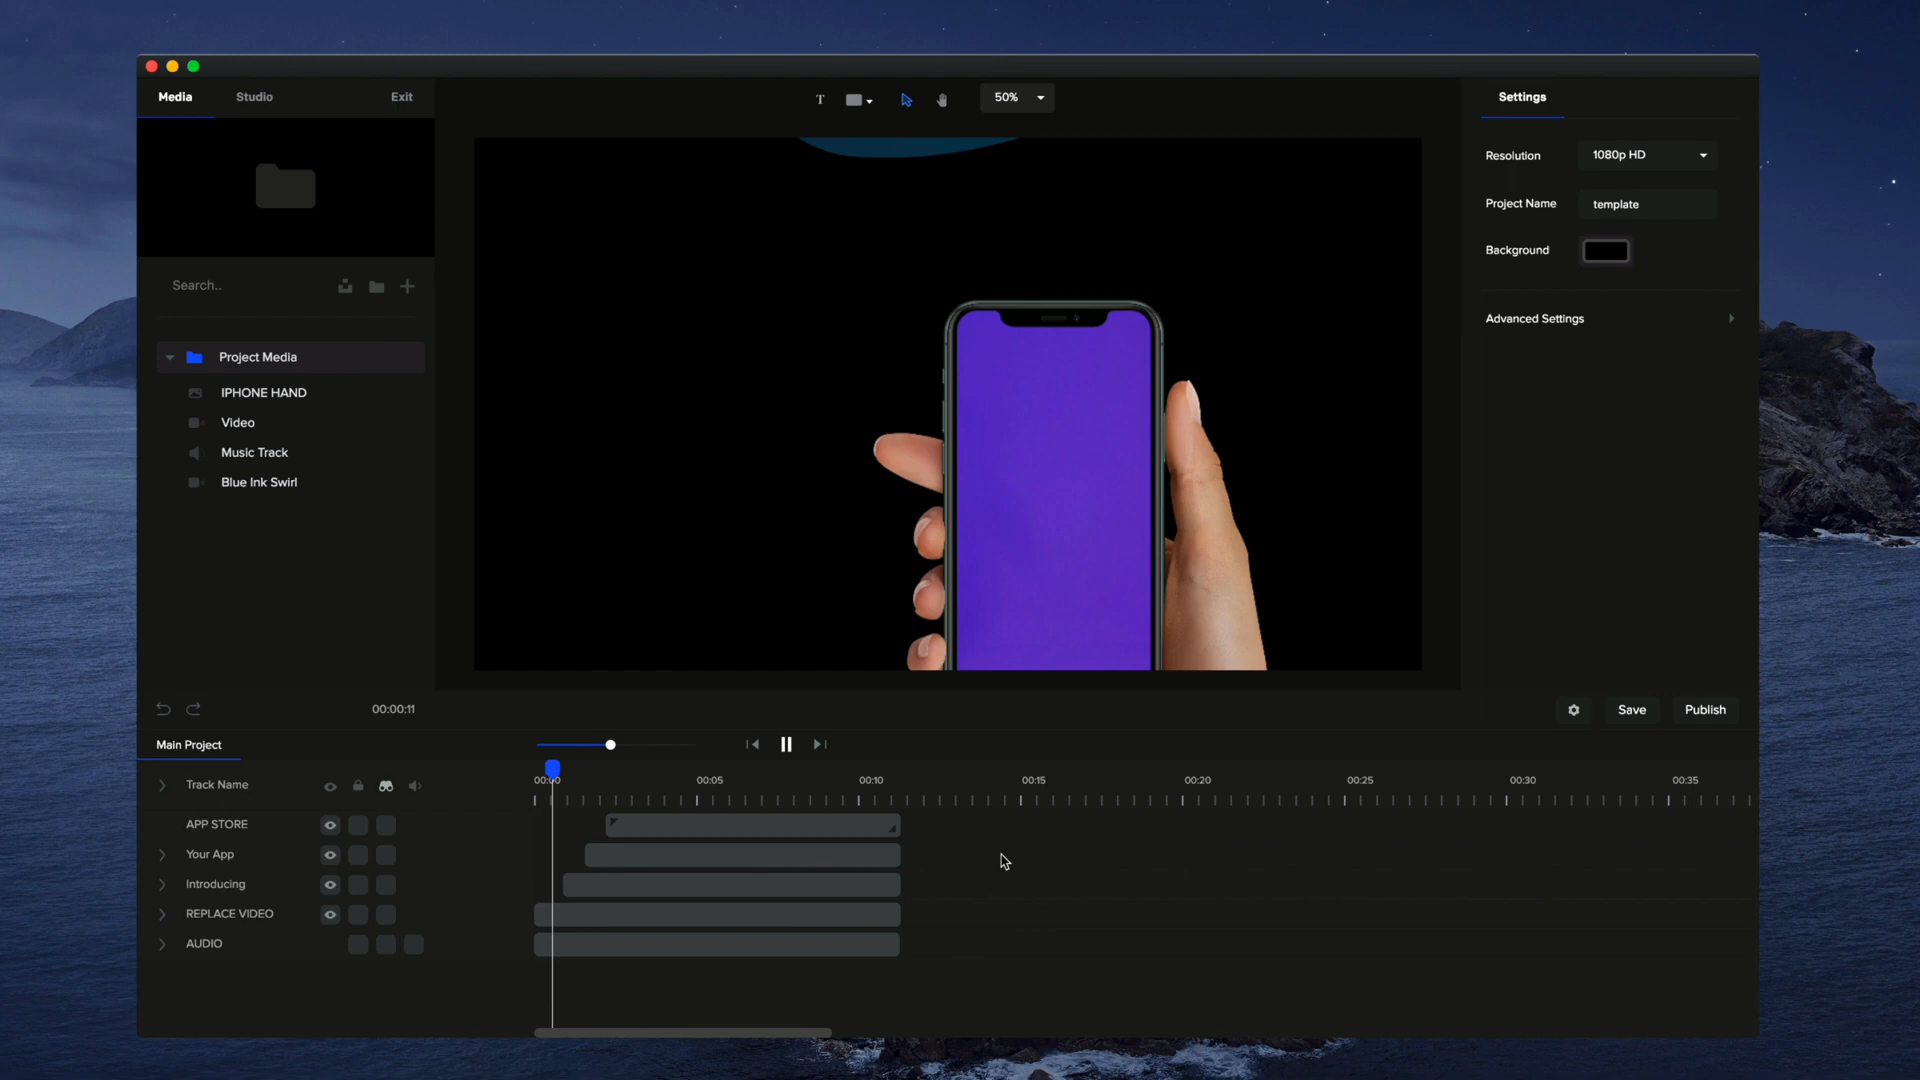 Media Studio Exit
T 50%
Settings
Resolution 1080p HD
Project Name template
Background
Advanced Settings
Search..
Project Media
IPHONE HAND
Video
Music Track
Blue Ink Swirl
00:00:11
Save Publish
Main Project
Track Name
00:00 00:05 00:10 00:15 00:20 00:25 00:30 00:35
APP STORE
Your App
Introducing
REPLACE VIDEO
AUDIO